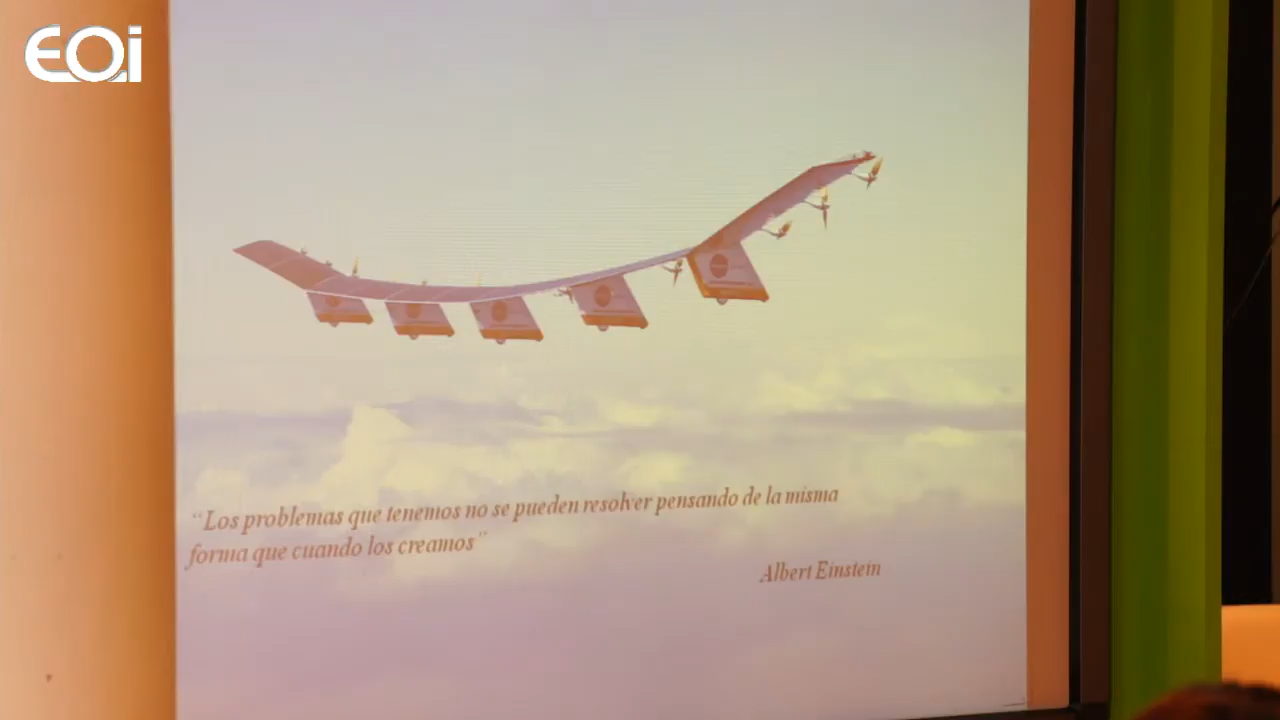 EOi
“Los problemas que tenemos no se pueden resolver pensando de la misma
forma que cuando los creamos”
Albert Einstein